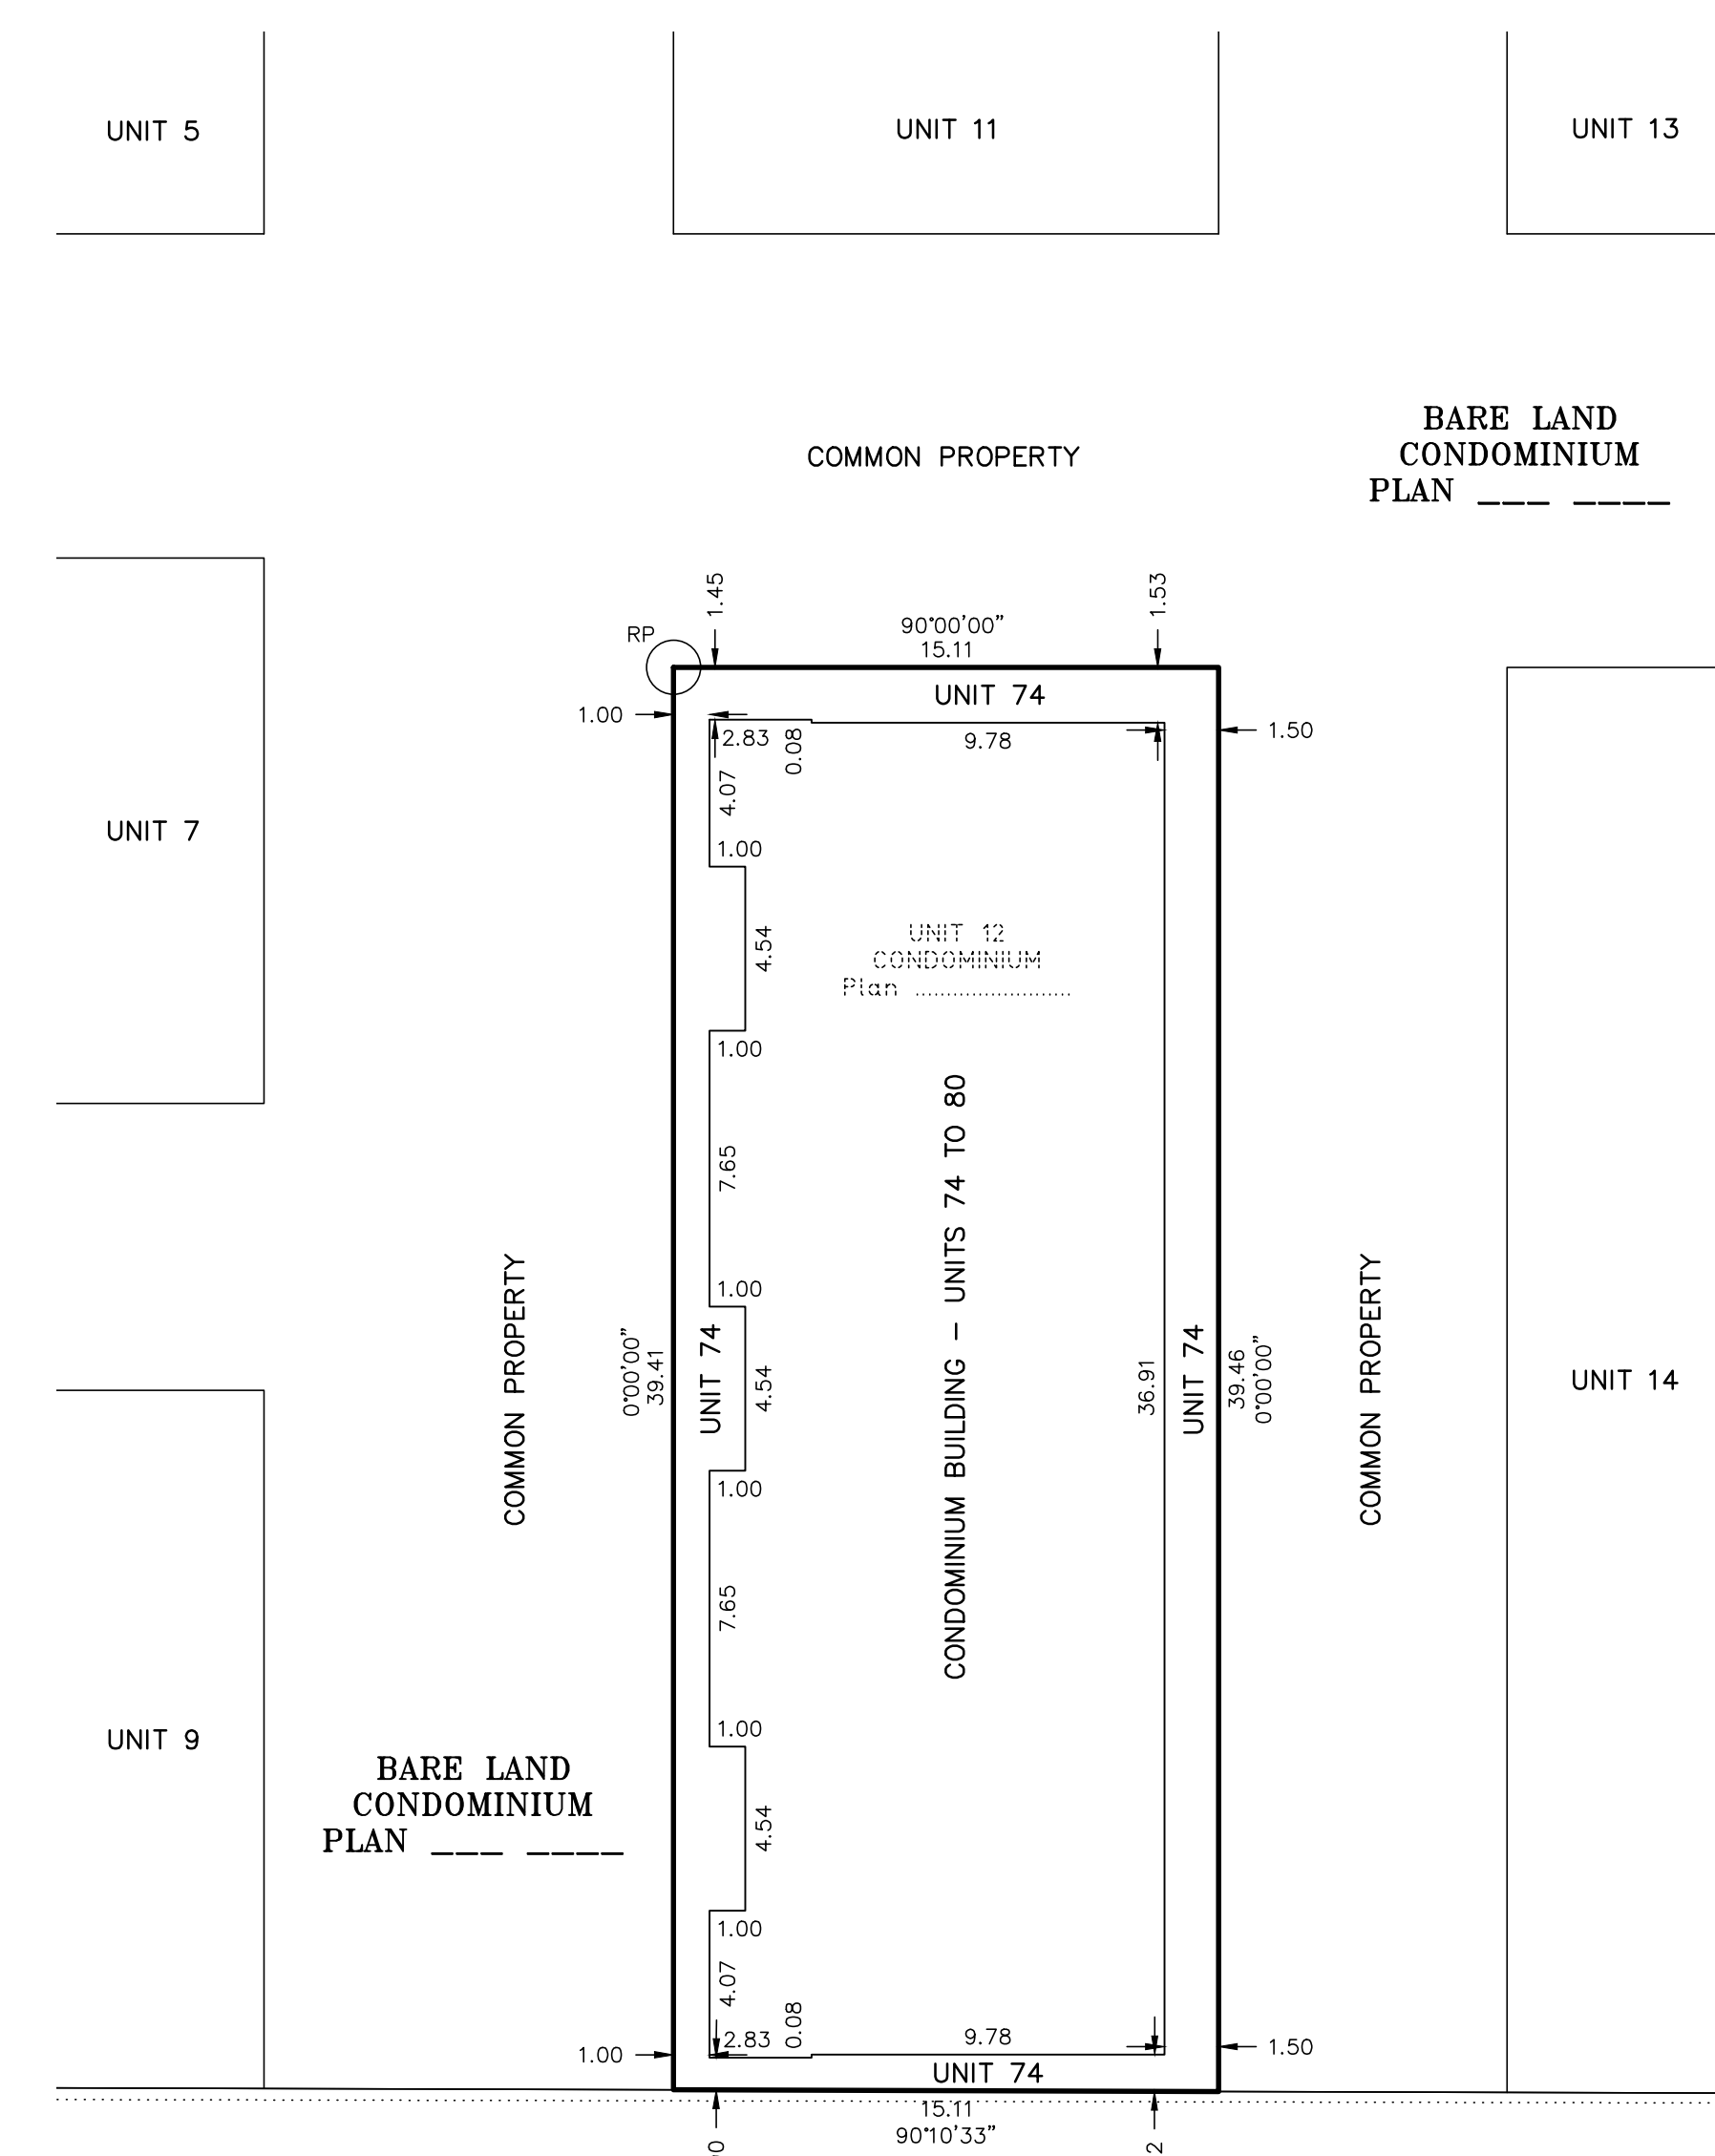 UNIT 5
UNIT 11
UNIT 13
COMMON PROPERTY
BARE LAND
CONDOMINIUM
PLAN ___ ____
1.45
1.53
90°00'00"
15.11
RP
UNIT 74
1.00
1.50
2.83
0.08
9.78
4.07
1.00
UNIT 7
4.54
UNIT 12
CONDOMINIUM
Plan ........................
1.00
7.65
CONDOMINIUM BUILDING – UNITS 74 TO 80
1.00
COMMON PROPERTY
0°00'00"
39.41
UNIT 74
4.54
36.91
UNIT 74
39.46
0°00'00"
COMMON PROPERTY
UNIT 14
1.00
7.65
1.00
UNIT 9
BARE LAND
CONDOMINIUM
PLAN ___ ____
4.54
1.00
4.07
2.83
0.08
9.78
1.00
1.50
UNIT 74
15.11
90°10'33"